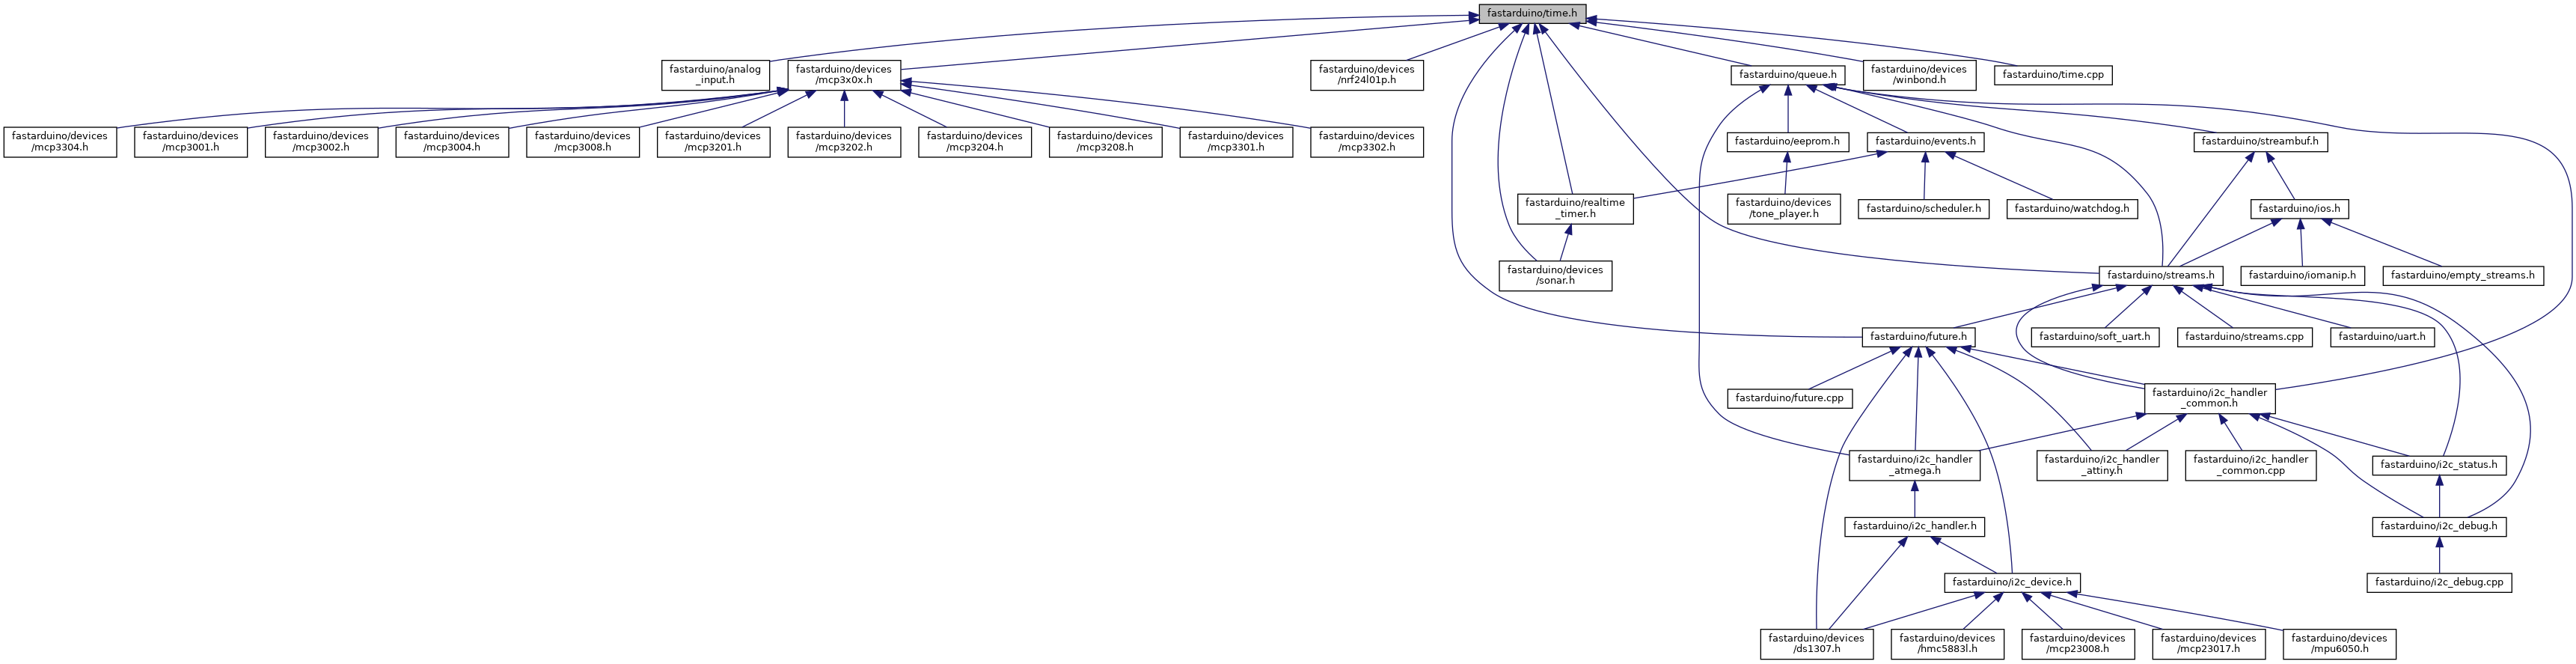 fastarduino/time.h
fastarduino/analog
_input.h
fastarduino/devices
/mcp3x0x.h
fastarduino/devices
/nrf24l01p.h
fastarduino/queue.h
fastarduino/devices
/winbond.h
fastarduino/time.cpp
fastarduino/devices
/mcp3304.h
fastarduino/devices
/mcp3001.h
fastarduino/devices
/mcp3002.h
fastarduino/devices
/mcp3004.h
fastarduino/devices
/mcp3008.h
fastarduino/devices
/mcp3201.h
fastarduino/devices
/mcp3202.h
fastarduino/devices
/mcp3204.h
fastarduino/devices
/mcp3208.h
fastarduino/devices
/mcp3301.h
fastarduino/devices
/mcp3302.h
fastarduino/eeprom.h
fastarduino/events.h
fastarduino/streambuf.h
fastarduino/realtime
_timer.h
fastarduino/devices
/tone_player.h
fastarduino/scheduler.h
fastarduino/watchdog.h
fastarduino/ios.h
fastarduino/devices
/sonar.h
fastarduino/streams.h
fastarduino/iomanip.h
fastarduino/empty_streams.h
fastarduino/future.h
fastarduino/soft_uart.h
fastarduino/streams.cpp
fastarduino/uart.h
fastarduino/future.cpp
fastarduino/i2c_handler
_common.h
fastarduino/i2c_handler
_atmega.h
fastarduino/i2c_handler
_attiny.h
fastarduino/i2c_handler
_common.cpp
fastarduino/i2c_status.h
fastarduino/i2c_handler.h
fastarduino/i2c_debug.h
fastarduino/i2c_device.h
fastarduino/i2c_debug.cpp
fastarduino/devices
/ds1307.h
fastarduino/devices
/hmc5883l.h
fastarduino/devices
/mcp23008.h
fastarduino/devices
/mcp23017.h
fastarduino/devices
/mpu6050.h